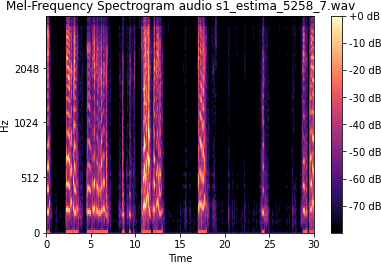 Mel-Frequency Spectrogram audio s1_estima_5258_7.wav
+0 dB
-10 dB
-20 dB
-30 dB
-40 dB
-50 dB
-60 dB
-70 dB
Hz
2048
1024
512
0
0 5 10 15 20 25 30
Time